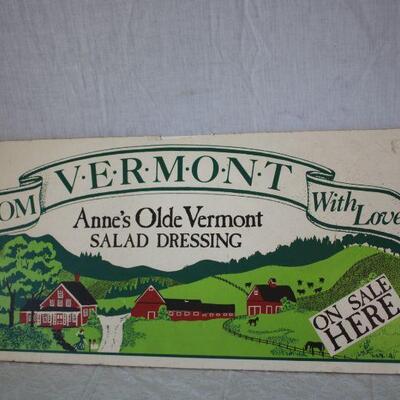 OM V·E·R·M·O·N·T With Love
Anne's Olde Vermont
SALAD DRESSING
ON SALE
HERE